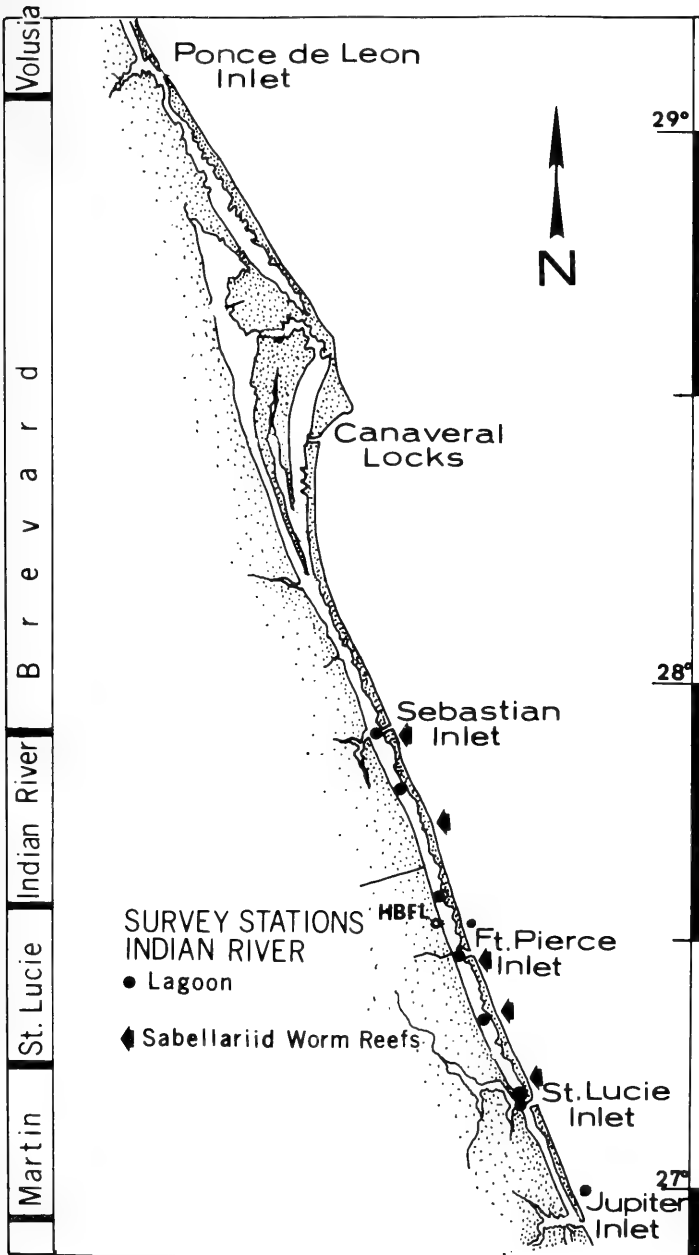 Volusia
Ponce de Leon
Inlet
29°
N
Brevard
Canaveral
Locks
28°
Sebastian
Inlet
Indian River
HBFL
SURVEY STATIONS
INDIAN RIVER
Ft. Pierce
Inlet
Lagoon
St. Lucie
Sabellariid Worm Reefs
St. Lucie
Inlet
Martin
27°
Jupiter
Inlet